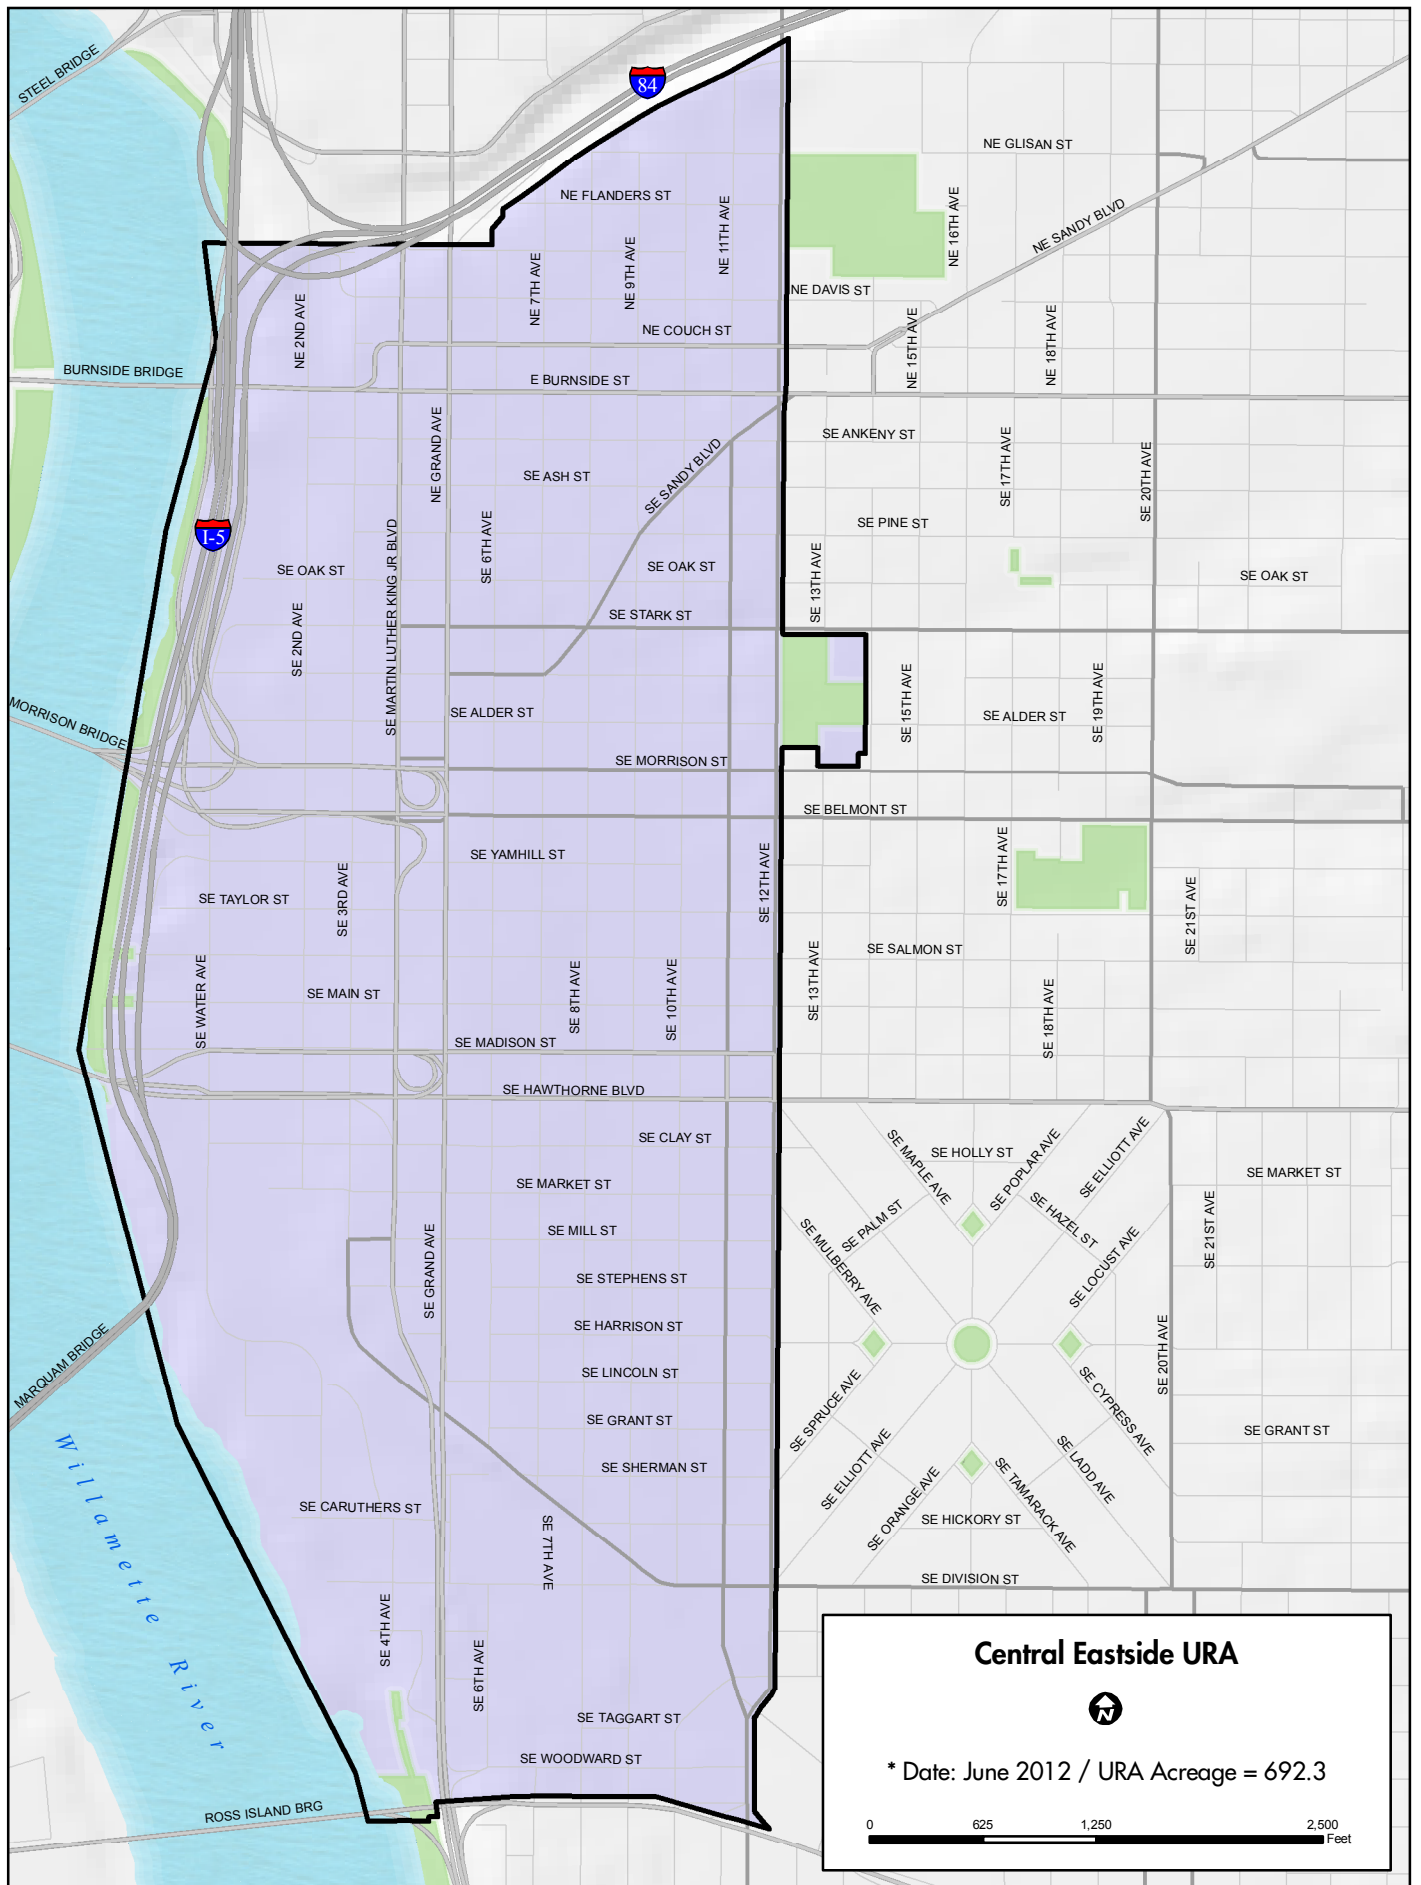 STEEL BRIDGE
84
NE GLISAN ST
NE FLANDERS ST
NE 11TH AVE
NE 16TH AVE
NE SANDY BLVD
NE 9TH AVE
NE 7TH AVE
NE DAVIS ST
NE 2ND AVE
NE COUCH ST
NE 15TH AVE
NE 18TH AVE
BURNSIDE BRIDGE
E BURNSIDE ST
NE GRAND AVE
SE ANKENY ST
SE SANDY BLVD
SE 17TH AVE
SE 20TH AVE
SE ASH ST
I-5
SE PINE ST
SE 6TH AVE
SE MARTIN LUTHER KING JR BLVD
SE OAK ST
SE OAK ST
SE 13TH AVE
SE OAK ST
SE 2ND AVE
SE STARK ST
SE 15TH AVE
SE 19TH AVE
MORRISON BRIDGE
SE ALDER ST
SE ALDER ST
SE MORRISON ST
SE BELMONT ST
SE YAMHILL ST
SE 12TH AVE
SE 17TH AVE
SE TAYLOR ST
SE 3RD AVE
SE 21ST AVE
SE SALMON ST
SE WATER AVE
SE MAIN ST
SE 8TH AVE
SE 10TH AVE
SE 13TH AVE
SE 18TH AVE
SE MADISON ST
SE HAWTHORNE BLVD
SE CLAY ST
SE MAPLE AVE
SE HOLLY ST
SE POPLAR AVE
SE ELLIOTT AVE
SE MARKET ST
SE MARKET ST
SE PALM ST
SE HAZEL ST
SE MILL ST
SE MULBERRY AVE
SE LOCUST AVE
SE 21ST AVE
SE GRAND AVE
SE STEPHENS ST
SE HARRISON ST
SE 20TH AVE
MARQUAM BRIDGE
SE LINCOLN ST
SE SPRUCE AVE
SE CYPRESS AVE
SE GRANT ST
SE GRANT ST
SE ELLIOTT AVE
SE LADD AVE
SE SHERMAN ST
SE ORANGE AVE
SE TAMARACK AVE
SE CARUTHERS ST
SE HICKORY ST
SE 7TH AVE
SE DIVISION ST
Willamette River
SE 4TH AVE
SE 6TH AVE
SE TAGGART ST
SE WOODWARD ST
ROSS ISLAND BRG
Central Eastside URA
N
* Date: June 2012 / URA Acreage = 692.3
0 625 1,250 2,500
Feet